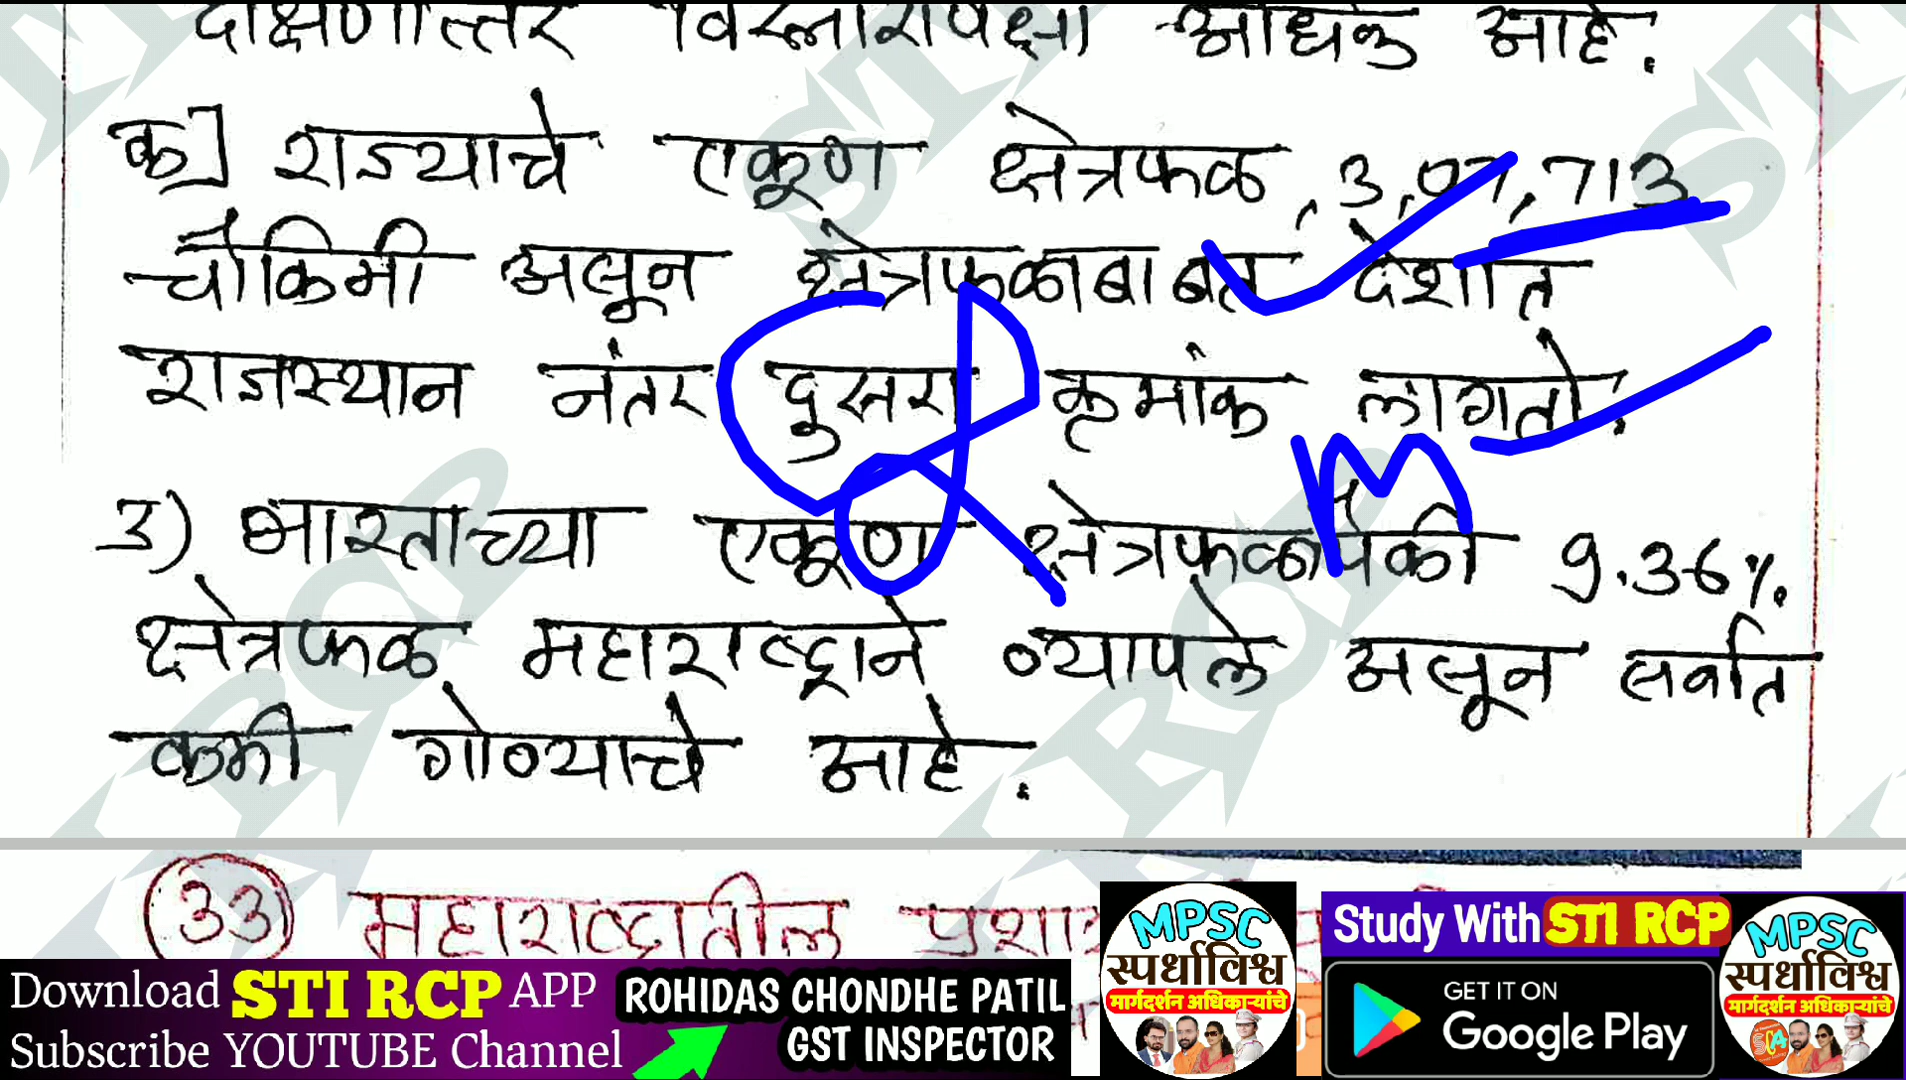 दक्षिणोत्तर विस्तारापेक्षा अधिक आहे.
क] राज्याचे एकूण क्षेत्रफळ, 3,07,713
चौकिमी असून क्षेत्रफळाबाबत देशात
राजस्थान नंतर दुसरा क्रमांक लागतो.
M
ड) भारताच्या एकूण क्षेत्रफळापैकी 9.36%.
क्षेत्रफळ महाराष्ट्राने व्यापले असून सर्वात
कमी गोव्याचे आहे.
33 महाराष्ट्रातील
MPSC
स्पर्धाविश्व
मार्गदर्शन अधिकाऱ्यांचे
Study With STI RCP
GET IT ON
Google Play
MPSC
स्पर्धाविश्व
मार्गदर्शन अधिकाऱ्यांचे
SCA
Download STI RCP APP
Subscribe YOUTUBE Channel
ROHIDAS CHONDHE PATIL
GST INSPECTOR